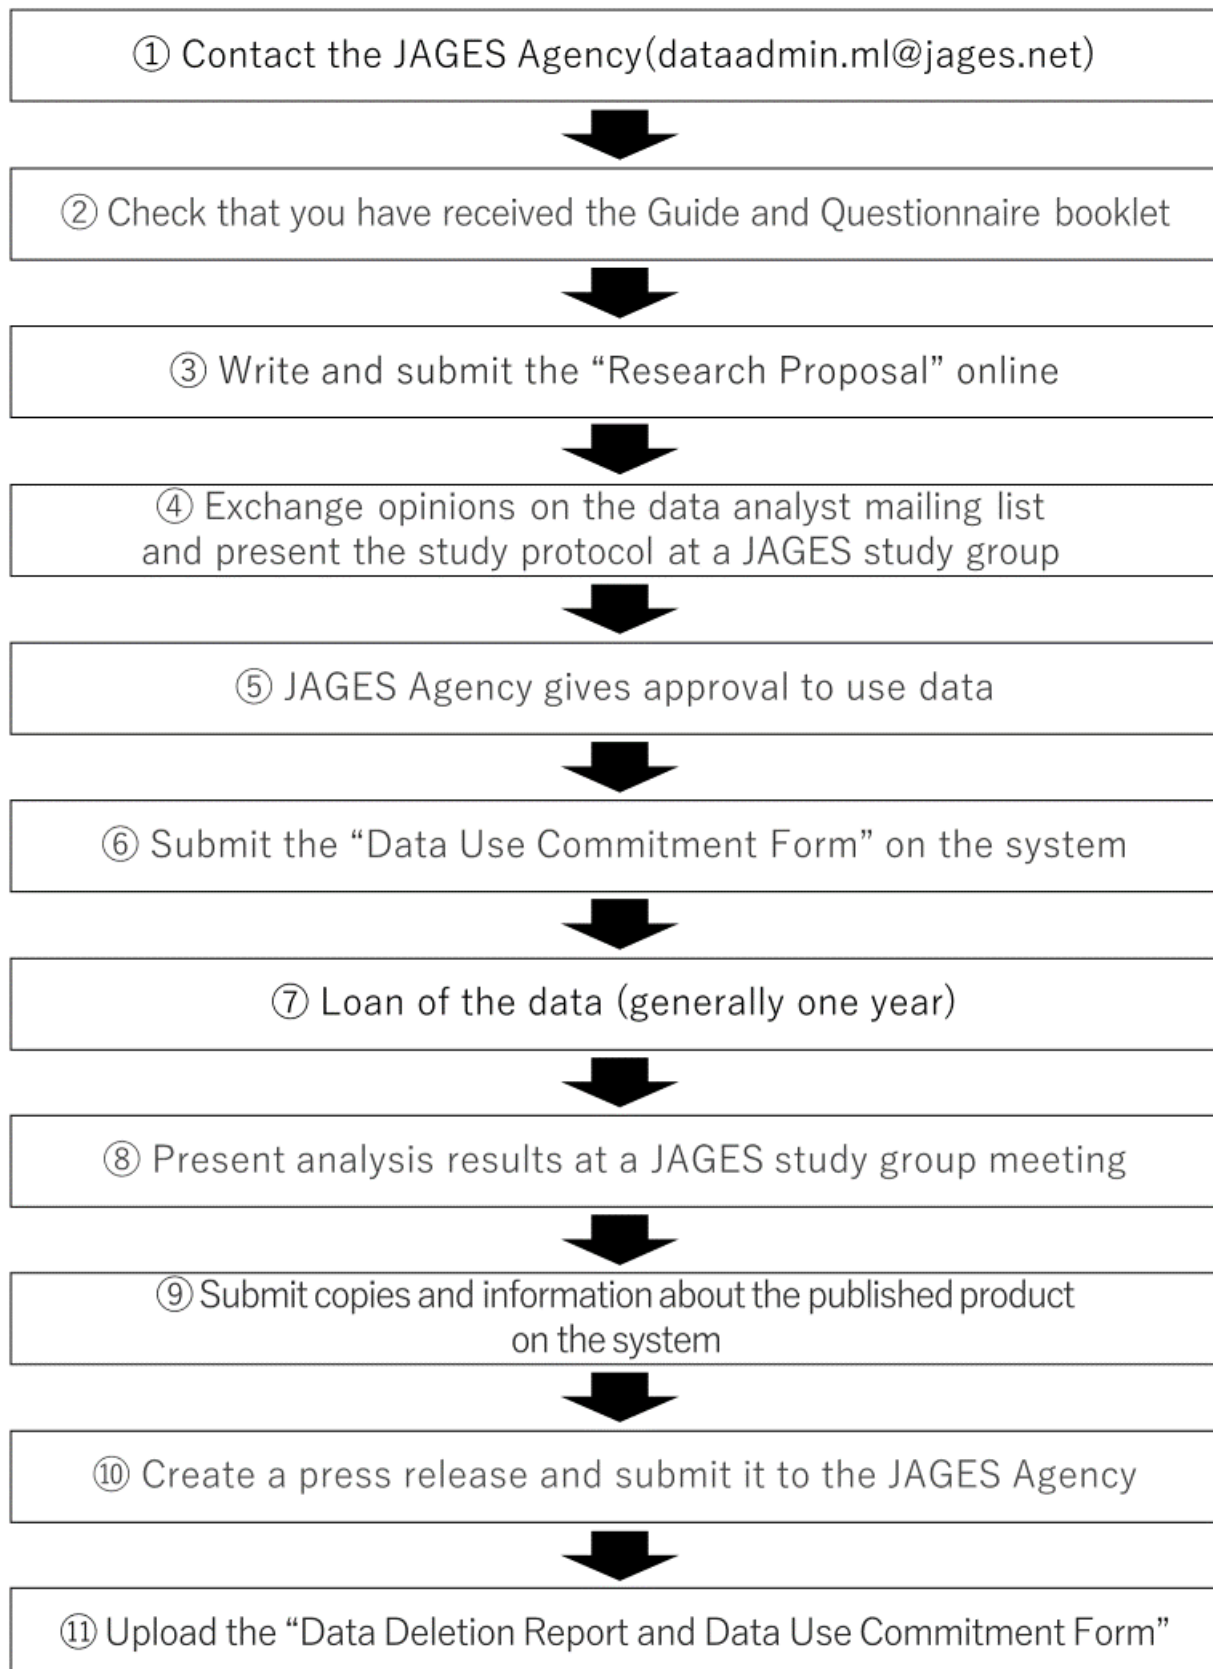 ① Contact the JAGES Agency(dataadmin.ml@jages.net)
② Check that you have received the Guide and Questionnaire booklet
③ Write and submit the “Research Proposal” online
④ Exchange opinions on the data analyst mailing list
and present the study protocol at a JAGES study group
⑤ JAGES Agency gives approval to use data
⑥ Submit the “Data Use Commitment Form” on the system
⑦ Loan of the data (generally one year)
⑧ Present analysis results at a JAGES study group meeting
⑨ Submit copies and information about the published product
on the system
⑩ Create a press release and submit it to the JAGES Agency
⑪ Upload the “Data Deletion Report and Data Use Commitment Form”